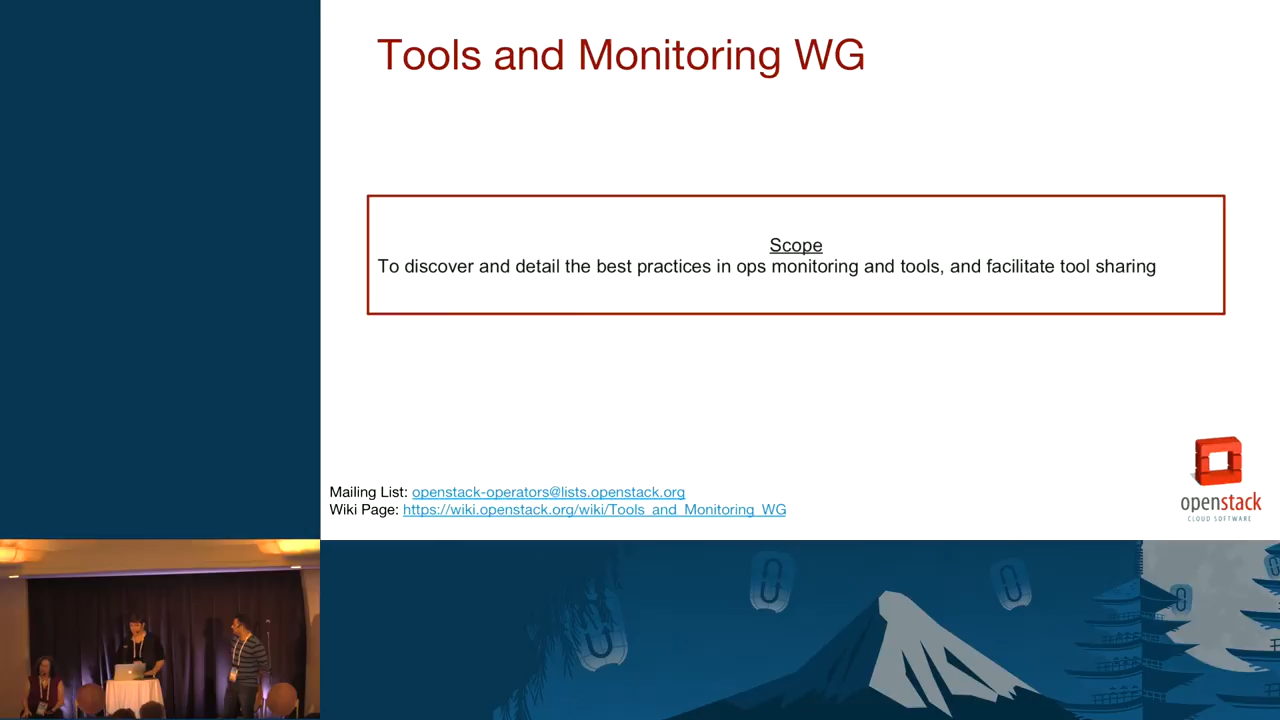 Tools and Monitoring WG
Scope
To discover and detail the best practices in ops monitoring and tools, and facilitate tool sharing
Mailing List: openstack-operators@lists.openstack.org
Wiki Page: https://wiki.openstack.org/wiki/Tools_and_Monitoring_WG
openstack
CLOUD SOFTWARE